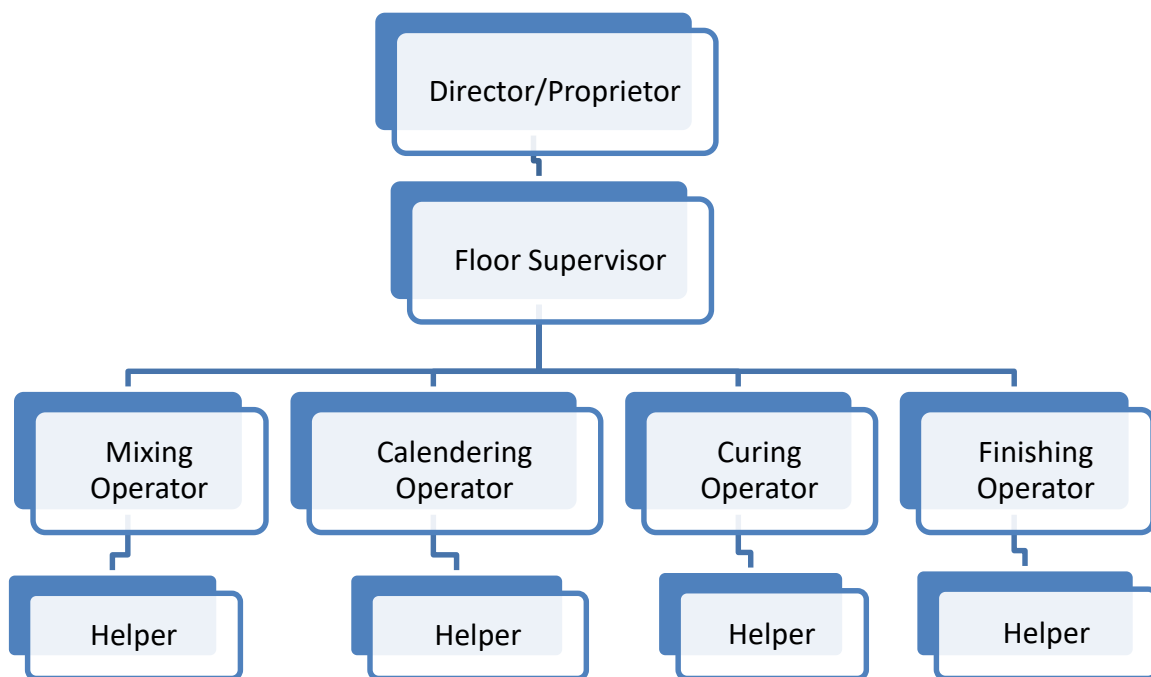 Director/Proprietor
Floor Supervisor
Mixing
Operator
Calendering
Operator
Curing
Operator
Finishing
Operator
Helper
Helper
Helper
Helper